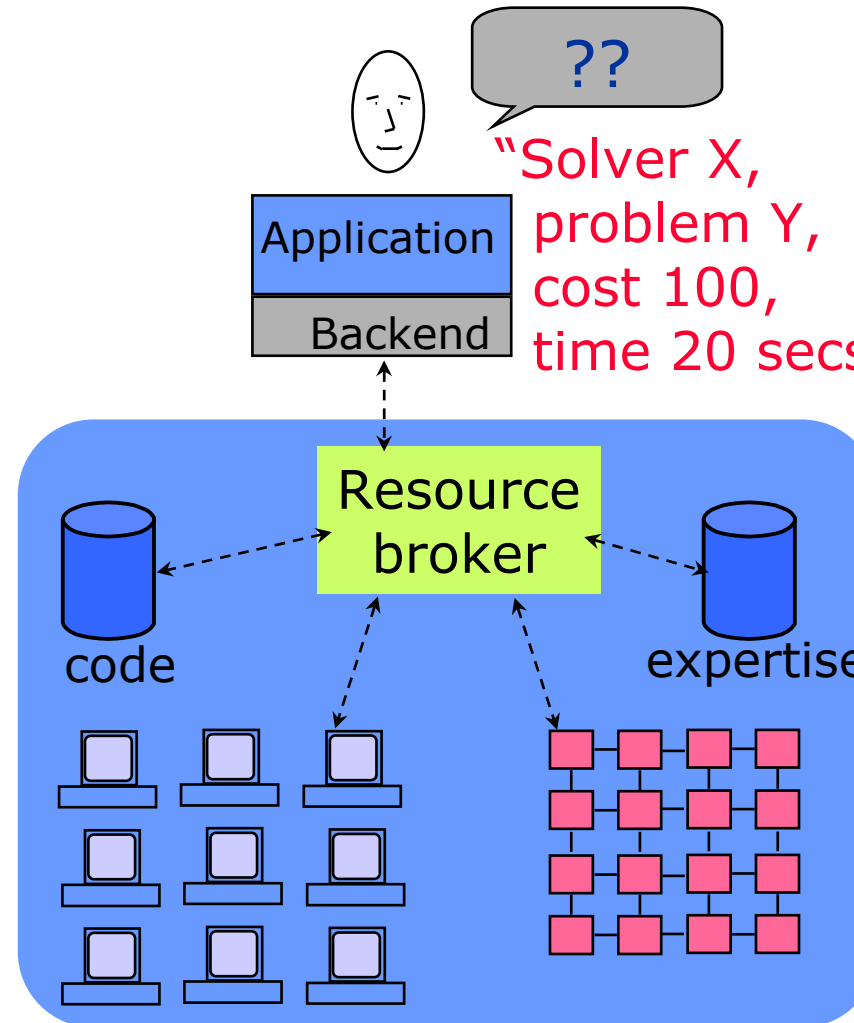 ??
“Solver X,
problem Y,
cost 100,
time 20 secs
Application
Backend
Resource
broker
code
expertise